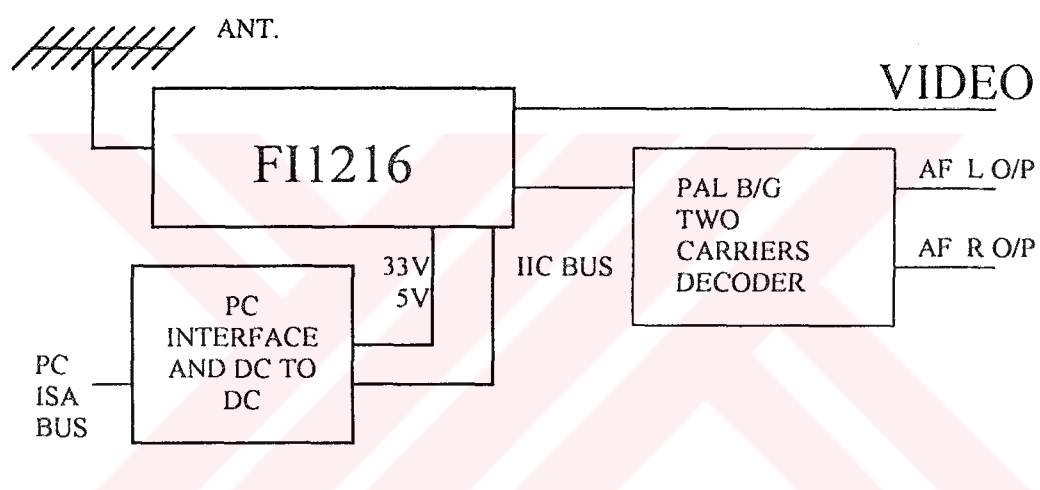 ANT.
VIDEO
FI1216
PAL B/G
TWO
CARRIERS
DECODER
AF L O/P
AF R O/P
33V
5V
IIC BUS
PC
INTERFACE
AND DC TO
DC
PC
ISA
BUS